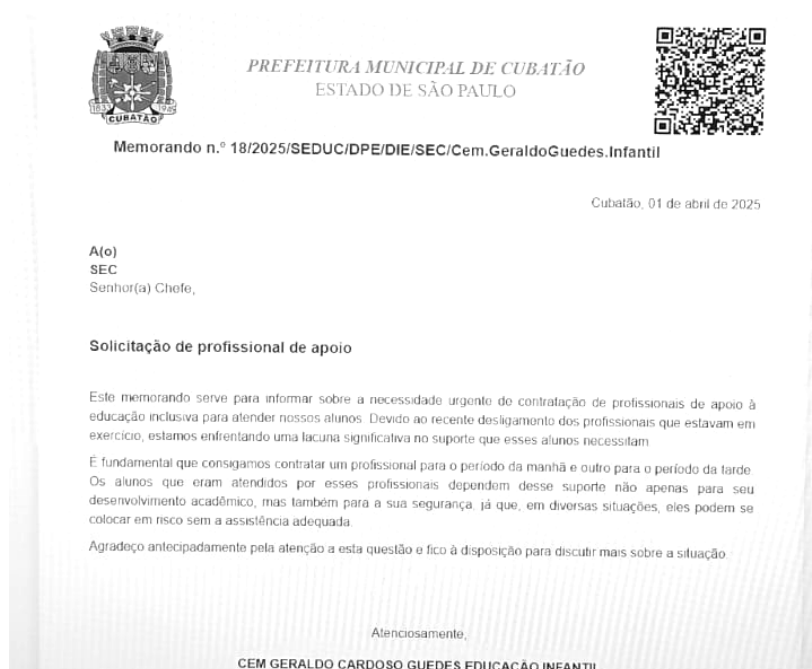 PREFEITURA MUNICIPAL DE CUBATÃO
ESTADO DE SÃO PAULO
1833 1949
CUBATÃO
Memorando n.º 18/2025/SEDUC/DPE/DIE/SEC/Cem.GeraldoGuedes.Infantil
Cubatão, 01 de abril de 2025
A(o)
SEC
Senhor(a) Chefe,
Solicitação de profissional de apoio
Este memorando serve para informar sobre a necessidade urgente de contratação de profissionais de apoio à
educação inclusiva para atender nossos alunos. Devido ao recente desligamento dos profissionais que estavam em
exercício, estamos enfrentando uma lacuna significativa no suporte que esses alunos necessitam.
É fundamental que consigamos contratar um profissional para o período da manhã e outro para o período da tarde.
Os alunos que eram atendidos por esses profissionais dependem desse suporte não apenas para seu
desenvolvimento acadêmico, mas também para a sua segurança, já que, em diversas situações, eles podem se
colocar em risco sem a assistência adequada.
Agradeço antecipadamente pela atenção a esta questão e fico à disposição para discutir mais sobre a situação.
Atenciosamente,
CEM GERALDO CARDOSO GUEDES EDUCAÇÃO INFANTIL